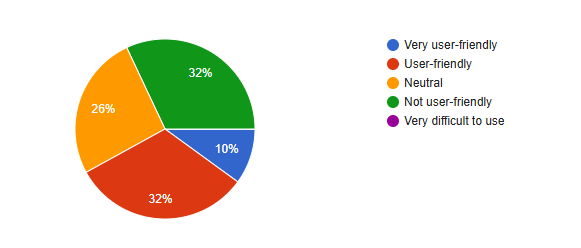 Very user-friendly
User-friendly
Neutral
Not user-friendly
Very difficult to use
32%
26%
10%
32%